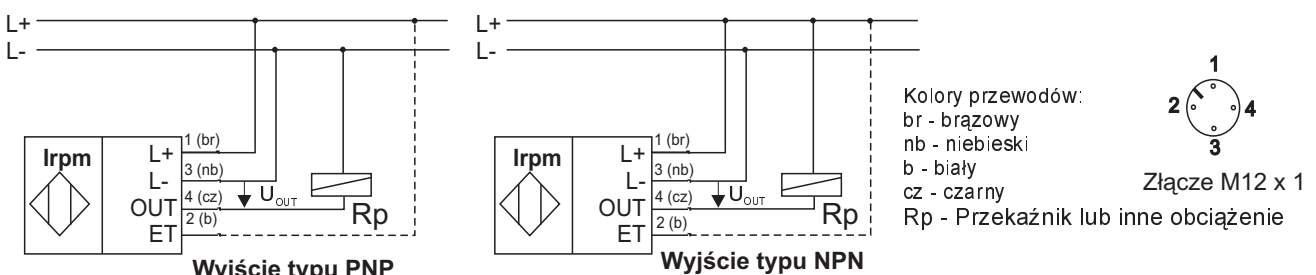 L+
L-
Irpm
L+
L-
OUT
ET
1 (br)
3 (nb)
4 (cz)
2 (b)
UOUT
Rp
Wyjście typu PNP
L+
L-
Irpm
L+
L-
OUT
ET
1 (br)
3 (nb)
4 (cz)
2 (b)
UOUT
Rp
Wyjście typu NPN
Kolory przewodów:
br - brązowy
nb - niebieski
b - biały
cz - czarny
Rp - Przekaźnik lub inne obciążenie
1
2
4
3
Złącze M12 x 1